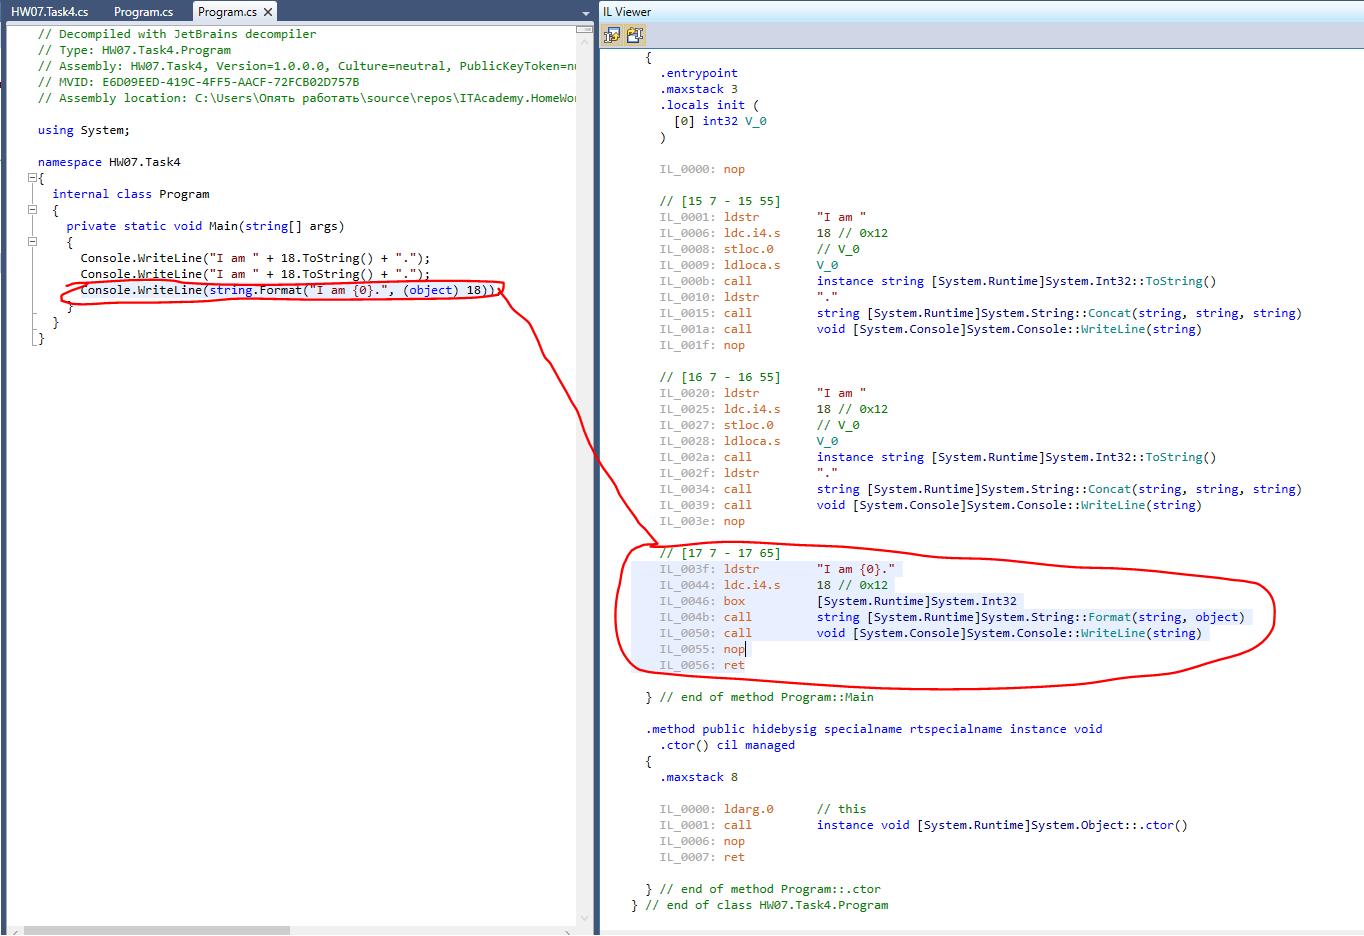 HW07.Task4.cs Program.cs Program.cs
// Decompiled with JetBrains decompiler
// Type: HW07.Task4.Program
// Assembly: HW07.Task4, Version=1.0.0.0, Culture=neutral, PublicKeyToken=
// MVID: E6D09EED-419C-4FF5-AACF-72FCB02D757B
// Assembly location: C:\Users\Опять работать\source\repos\ITAcademy.HomeWo
using System;
namespace HW07.Task4
{
internal class Program
{
private static void Main(string[] args)
{
Console.WriteLine("I am " + 18.ToString() + ".");
Console.WriteLine("I am " + 18.ToString() + ".");
Console.WriteLine(string.Format("I am {0}.", (object) 18));
}
}
}
IL Viewer
{
.entrypoint
.maxstack 3
.locals init (
[0] int32 V_0
)
IL_0000: nop
// [15 7 - 15 55]
IL_0001: ldstr "I am "
IL_0006: ldc.i4.s 18 // 0x12
IL_0008: stloc.0 // V_0
IL_0009: ldloca.s V_0
IL_000b: call instance string [System.Runtime]System.Int32::ToString()
IL_0010: ldstr "."
IL_0015: call string [System.Runtime]System.String::Concat(string, string, string)
IL_001a: call void [System.Console]System.Console::WriteLine(string)
IL_001f: nop
// [16 7 - 16 55]
IL_0020: ldstr "I am "
IL_0025: ldc.i4.s 18 // 0x12
IL_0027: stloc.0 // V_0
IL_0028: ldloca.s V_0
IL_002a: call instance string [System.Runtime]System.Int32::ToString()
IL_002f: ldstr "."
IL_0034: call string [System.Runtime]System.String::Concat(string, string, string)
IL_0039: call void [System.Console]System.Console::WriteLine(string)
IL_003e: nop
// [17 7 - 17 65]
IL_003f: ldstr "I am {0}."
IL_0044: ldc.i4.s 18 // 0x12
IL_0046: box [System.Runtime]System.Int32
IL_004b: call string [System.Runtime]System.String::Format(string, object)
IL_0050: call void [System.Console]System.Console::WriteLine(string)
IL_0055: nop
IL_0056: ret
} // end of method Program::Main
.method public hidebysig specialname rtspecialname instance void
.ctor() cil managed
{
.maxstack 8
IL_0000: ldarg.0 // this
IL_0001: call instance void [System.Runtime]System.Object::.ctor()
IL_0006: nop
IL_0007: ret
} // end of method Program::.ctor
} // end of class HW07.Task4.Program